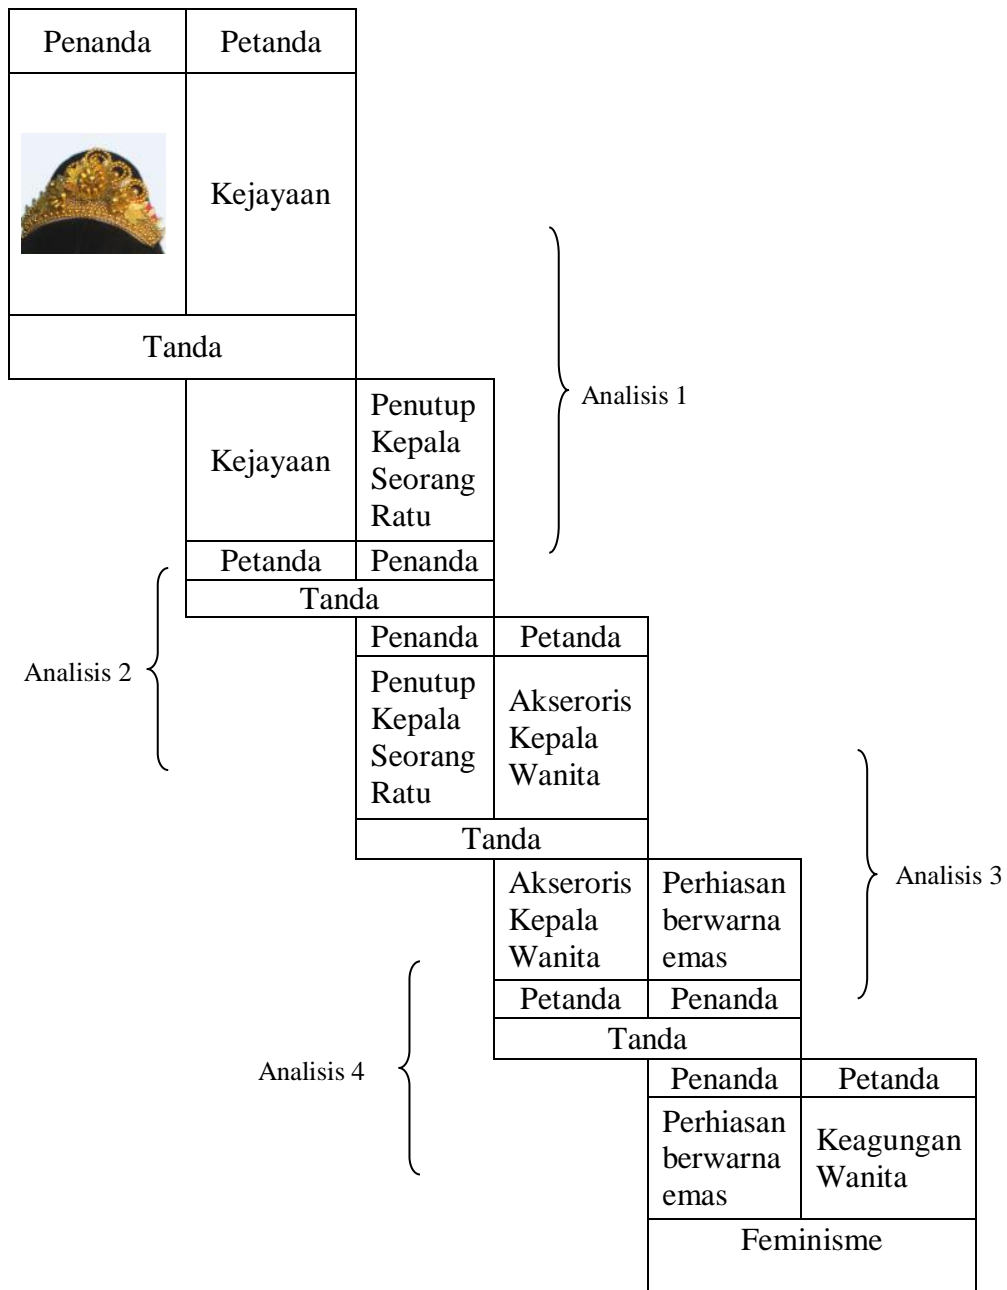 Penanda Petanda
Kejayaan
Tanda
Analisis 1
Kejayaan
Penutup
Kepala
Seorang
Ratu
Petanda Penanda
Tanda
Penanda Petanda
Analisis 2
Penutup
Kepala
Seorang
Ratu
Akseroris
Kepala
Wanita
Tanda
Analisis 3
Akseroris
Kepala
Wanita
Perhiasan
berwarna
emas
Petanda Penanda
Tanda
Analisis 4
Penanda Petanda
Perhiasan
berwarna
emas
Keagungan
Wanita
Feminisme